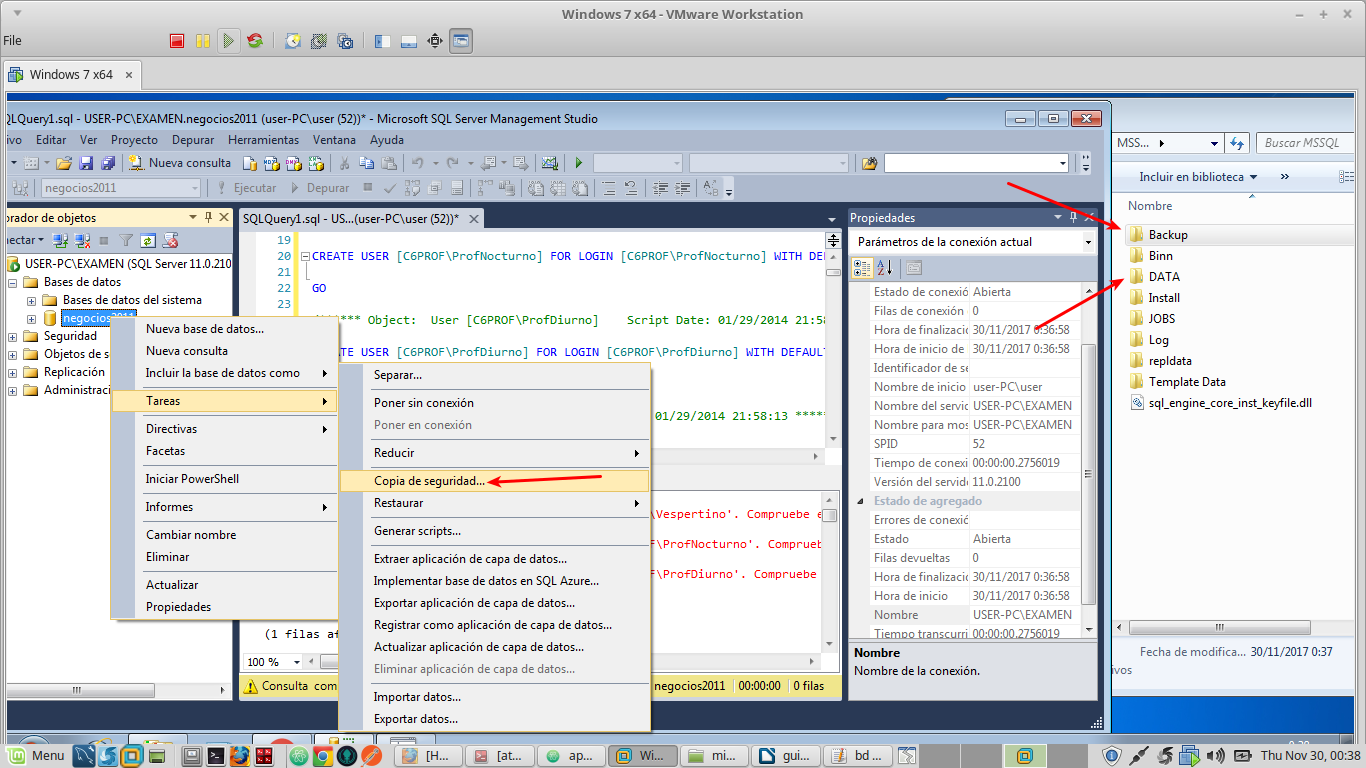 Windows 7 x64 - VMware Workstation
File
Windows 7 x64
QLQuery1.sql - USER-PC\EXAMEN.negocios2011 (user-PC\user (52))* - Microsoft SQL Server Management Studio
ivo Editar Ver Proyecto Depurar Herramientas Ventana Ayuda
Nueva consulta
negocios2011 Ejecutar Depurar
orador de objetos
nectar
USER-PC\EXAMEN (SQL Server 11.0.210
Bases de datos
Bases de datos del sistema
negocios2011
Seguridad
Objetos de s
Replicación
Administraci
Nueva base de datos...
Nueva consulta
Incluir la base de datos como
Tareas
Directivas
Facetas
Iniciar PowerShell
Informes
Cambiar nombre
Eliminar
Actualizar
Propiedades
Separar...
Poner sin conexión
Poner en conexión
Reducir
Copia de seguridad...
Restaurar
Generar scripts...
Extraer aplicación de capa de datos...
Implementar base de datos en SQL Azure...
Exportar aplicación de capa de datos...
Registrar como aplicación de capa de datos...
Actualizar aplicación de capa de datos...
Eliminar aplicación de capa de datos...
Importar datos...
Exportar datos...
SQLQuery1.sql - US...(user-PC\user (52))*
19
20 CREATE USER [C6PROF\ProfNocturno] FOR LOGIN [C6PROF\ProfNocturno] WITH DEFA
21
22 GO
23
** Object: User [C6PROF\ProfDiurno] Script Date: 01/29/2014 21:58
ATE USER [C6PROF\ProfDiurno] FOR LOGIN [C6PROF\ProfDiurno] WITH DEFAULT
01/29/2014 21:58:13 *****
\Vespertino'. Compruebe e
F\ProfNocturno'. Comprueb
F\ProfDiurno'. Compruebe
(1 filas af
100 %
Consulta com
negocios2011 00:00:00 0 filas
Propiedades
Parámetros de la conexión actual
Estado de conexió Abierta
Filas de conexión 0
Hora de finalizació 30/11/2017 0:36:58
Hora de inicio de 30/11/2017 0:36:58
Identificador de se
Nombre de inicio user-PC\user
Nombre del servic USER-PC\EXAMEN
Nombre para mos USER-PC\EXAMEN
SPID 52
Tiempo de conexi 00:00:00.2756019
Versión del servid 11.0.2100
Estado de agregado
Errores de conexió
Estado Abierta
Filas devueltas 0
Hora de finalizació 30/11/2017 0:36:58
Hora de inicio 30/11/2017 0:36:58
Nombre USER-PC\EXAMEN
Tiempo transcurri 00:00:00.2756019
Nombre
Nombre de la conexión.
MSS...
Buscar MSSQL
Incluir en biblioteca
Nombre
Backup
Binn
DATA
Install
JOBS
Log
repldata
Template Data
sql_engine_core_inst_keyfile.dll
Fecha de modifica... 30/11/2017 0:37
ivos
Menu [H... [at... ap... Wi... mi... gui... bd ... Thu Nov 30, 00:38